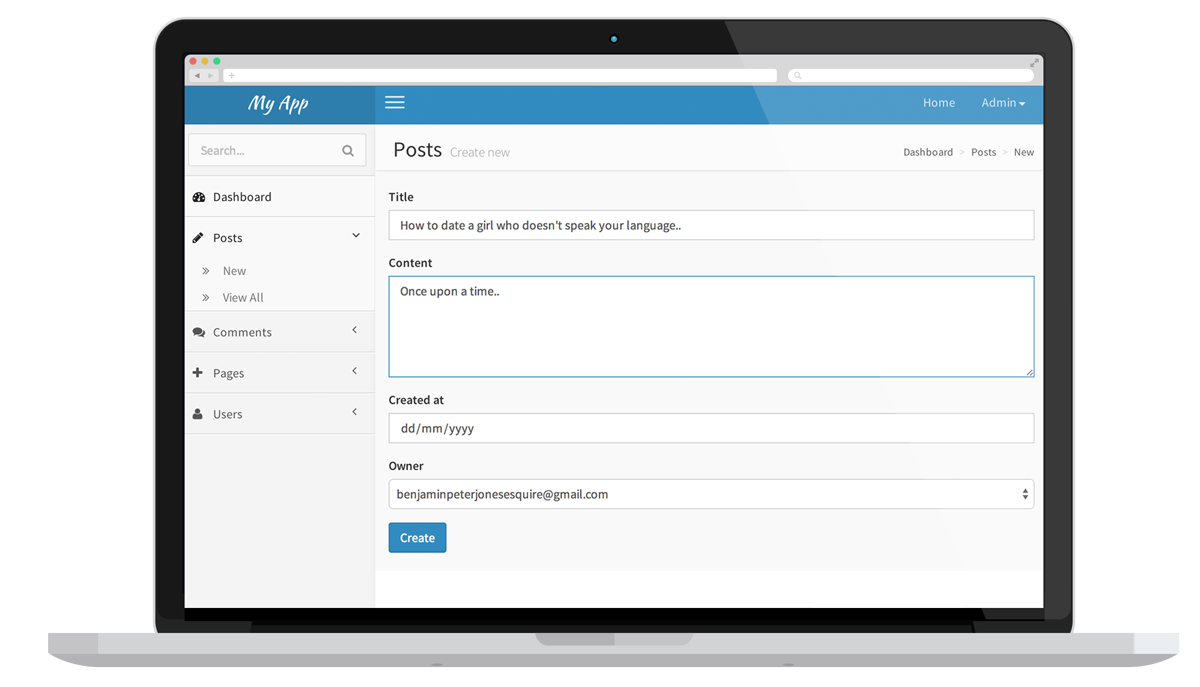 My App
Home Admin
Search...
Posts Create new
Dashboard > Posts > New
Dashboard
Posts
New
View All
Comments
Pages
Users
Title
How to date a girl who doesn't speak your language..
Content
Once upon a time..
Created at
dd/mm/yyyy
Owner
benjaminpeterjonesesquire@gmail.com
Create